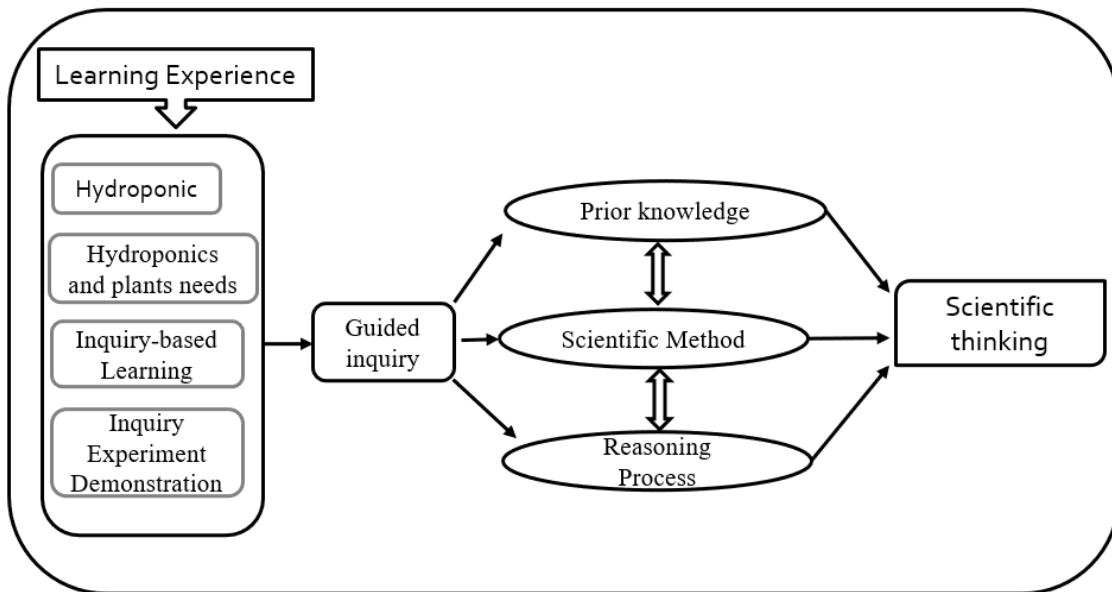 Learning Experience
Hydroponic
Hydroponics
and plants needs
Inquiry-based
Learning
Inquiry
Experiment
Demonstration
Guided
inquiry
Prior knowledge
Scientific Method
Reasoning
Process
Scientific
thinking